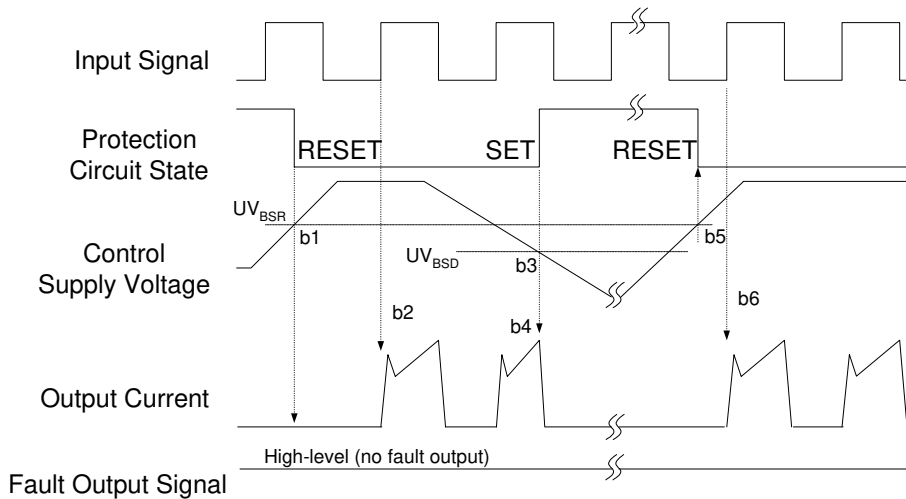 Input Signal
Protection
Circuit State
RESET
SET
RESET
UV_BSR
b1
UV_BSD
b3
b5
Control
Supply Voltage
b2
b4
b6
Output Current
High-level (no fault output)
Fault Output Signal